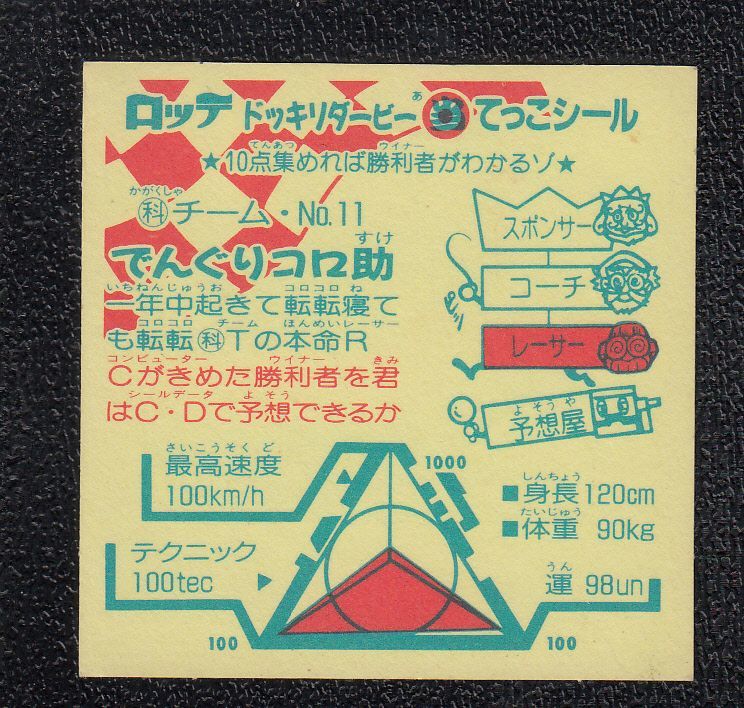 ロッテ ドッキリダービー 当てっこシール
★10点集めれば勝利者がわかるゾ★
㊕チーム・No.11
でんぐりコロ助
一年中起きて転転寝て
も転転㊕Tの本命R
Cがきめた勝利者を君
はC・Dで予想できるか
スポンサー
コーチ
レーサー
予想屋
最高速度
100km/h
テクニック
100tec
1000
100
100
■身長120cm
■体重 90kg
運 98un